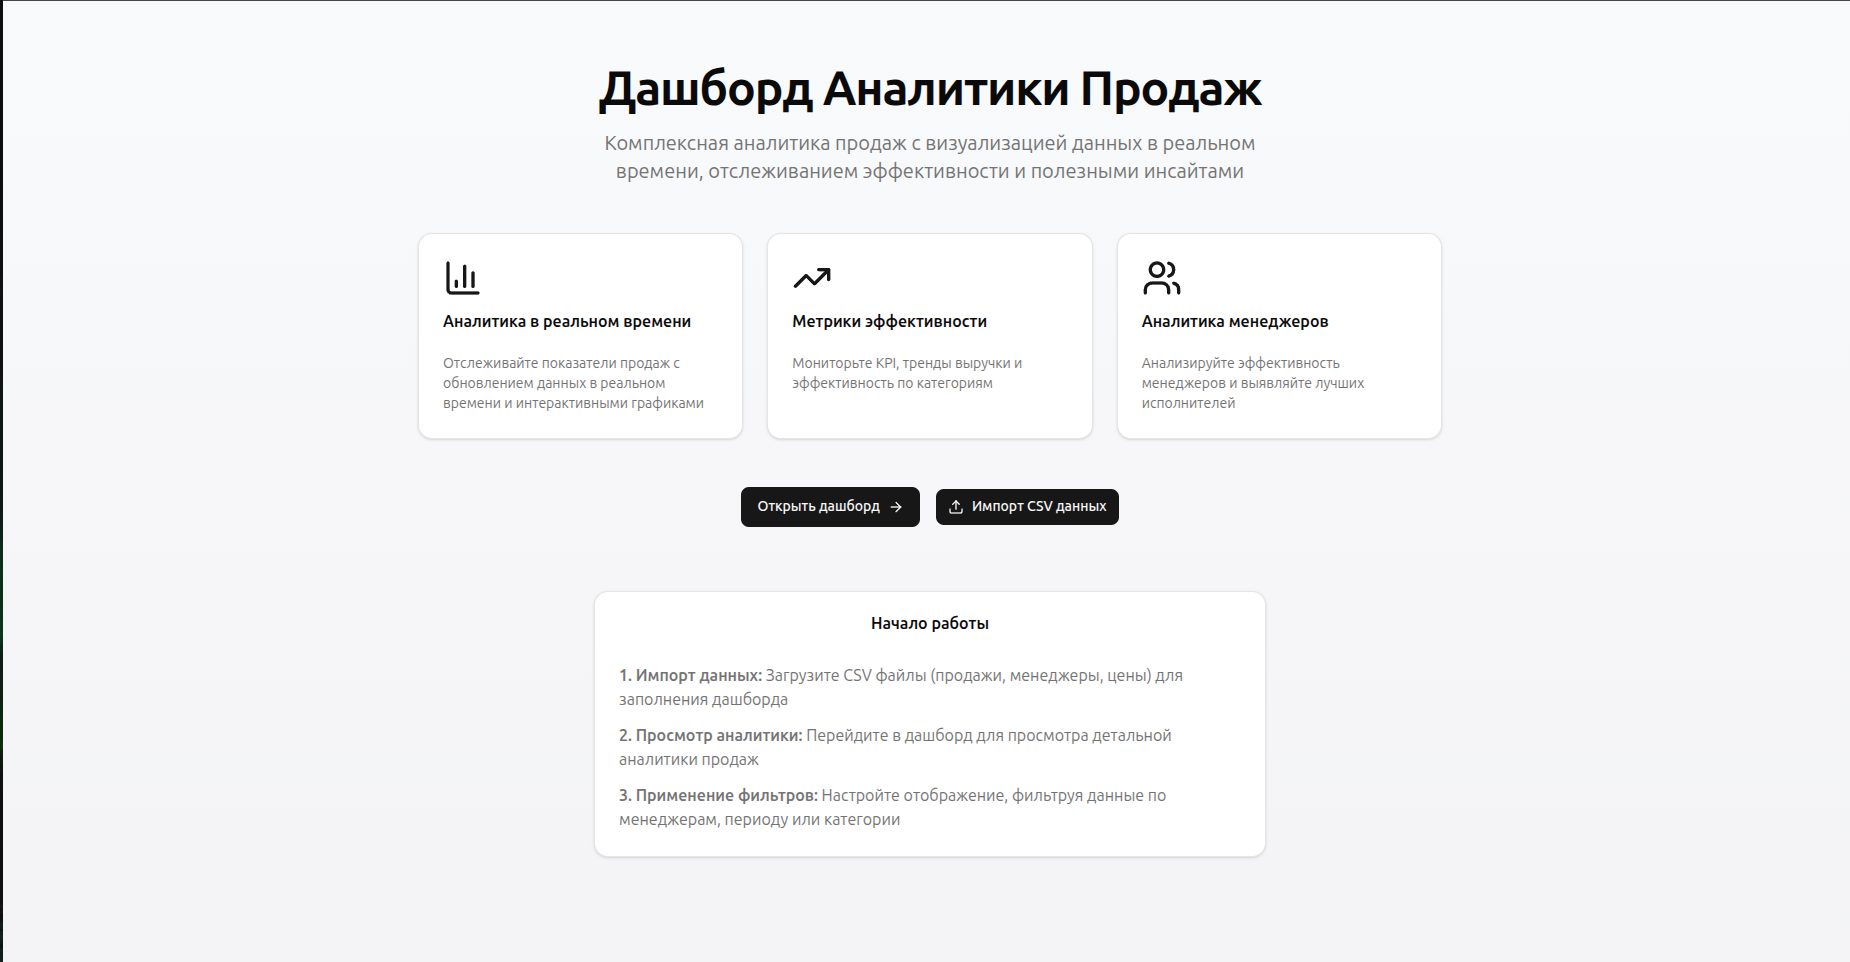 Дашборд Аналитики Продаж
Комплексная аналитика продаж с визуализацией данных в реальном
времени, отслеживанием эффективности и полезными инсайтами
Аналитика в реальном времени
Отслеживайте показатели продаж с
обновлением данных в реальном
времени и интерактивными графиками
Метрики эффективности
Мониторьте KPI, тренды выручки и
эффективность по категориям
Аналитика менеджеров
Анализируйте эффективность
менеджеров и выявляйте лучших
исполнителей
Открыть дашборд
Импорт CSV данных
Начало работы
1. Импорт данных: Загрузите CSV файлы (продажи, менеджеры, цены) для
заполнения дашборда
2. Просмотр аналитики: Перейдите в дашборд для просмотра детальной
аналитики продаж
3. Применение фильтров: Настройте отображение, фильтруя данные по
менеджерам, периоду или категории